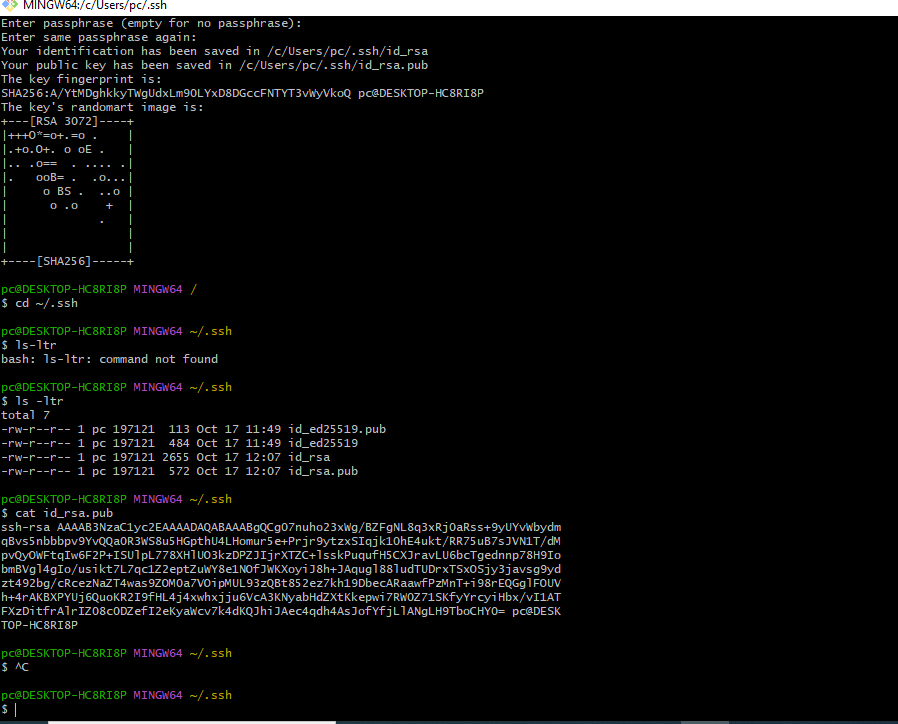 MINGW64:/c/Users/pc/.ssh
Enter passphrase (empty for no passphrase):
Enter same passphrase again:
Your identification has been saved in /c/Users/pc/.ssh/id_rsa
Your public key has been saved in /c/Users/pc/.ssh/id_rsa.pub
The key fingerprint is:
SHA256:A/YtMDghkkyTWgUdxLm9OLYxD8DGccFNTYT3vWyVkoQ pc@DESKTOP-HC8RI8P
The key's randomart image is:
+---[RSA 3072]----+
|+++O*=o+.=o .    |
|.+o.O+. o oE .   |
|.. .o==  . .... .|
|.   ooB= .  .o...|
|     o BS .  ..o |
|      o .o    +  |
|             .   |
|                 |
|                 |
+----[SHA256]-----+
pc@DESKTOP-HC8RI8P MINGW64 /
$ cd ~/.ssh
pc@DESKTOP-HC8RI8P MINGW64 ~/.ssh
$ ls-ltr
bash: ls-ltr: command not found
pc@DESKTOP-HC8RI8P MINGW64 ~/.ssh
$ ls -ltr
total 7
-rw-r--r-- 1 pc 197121  113 Oct 17 11:49 id_ed25519.pub
-rw-r--r-- 1 pc 197121  484 Oct 17 11:49 id_ed25519
-rw-r--r-- 1 pc 197121 2655 Oct 17 12:07 id_rsa
-rw-r--r-- 1 pc 197121  572 Oct 17 12:07 id_rsa.pub
pc@DESKTOP-HC8RI8P MINGW64 ~/.ssh
$ cat id_rsa.pub
ssh-rsa AAAAB3NzaC1yc2EAAAADAQABAAABgQCg07nuho23xWg/BZFgNL8q3xRjOaRss+9yUYvWbydm
qBvs5nbbbpv9YvQQaOR3WS8u5HGpthU4LHomur5e+Prjr9ytzxSIqjk1OhE4ukt/RR75uB7sJVN1T/dM
pvQyOWFtqIw6F2P+ISUlpL778XHlUO3kzDPZJIjrXTZC+lsskPuqufH5CXJravLU6bcTgednnp78H9Io
bmBVgl4gIo/usikt7L7qc1Z2eptZuWY8e1NOfJWKXoyiJ8h+JAqugl88ludTUDrxTSxOSjy3javsg9yd
zt492bg/cRcezNaZT4was9ZOMOa7VOipMUL93zQBt852ez7kh19DbecARaawfPzMnT+i98rEQGglFOUV
h+4rAKBXPYUj6QuoKR2I9fHL4j4xwhxjju6VcA3KNyabHdZXtKkepwi7RWOZ71SKfyYrcyiHbx/vI1AT
FXzDitfrAlrIZO8cODZefI2eKyaWcv7k4dKQJhiJAec4qdh4AsJofYfjLlANgLH9TboCHYO= pc@DESK
TOP-HC8RI8P
pc@DESKTOP-HC8RI8P MINGW64 ~/.ssh
$ ^C
pc@DESKTOP-HC8RI8P MINGW64 ~/.ssh
$